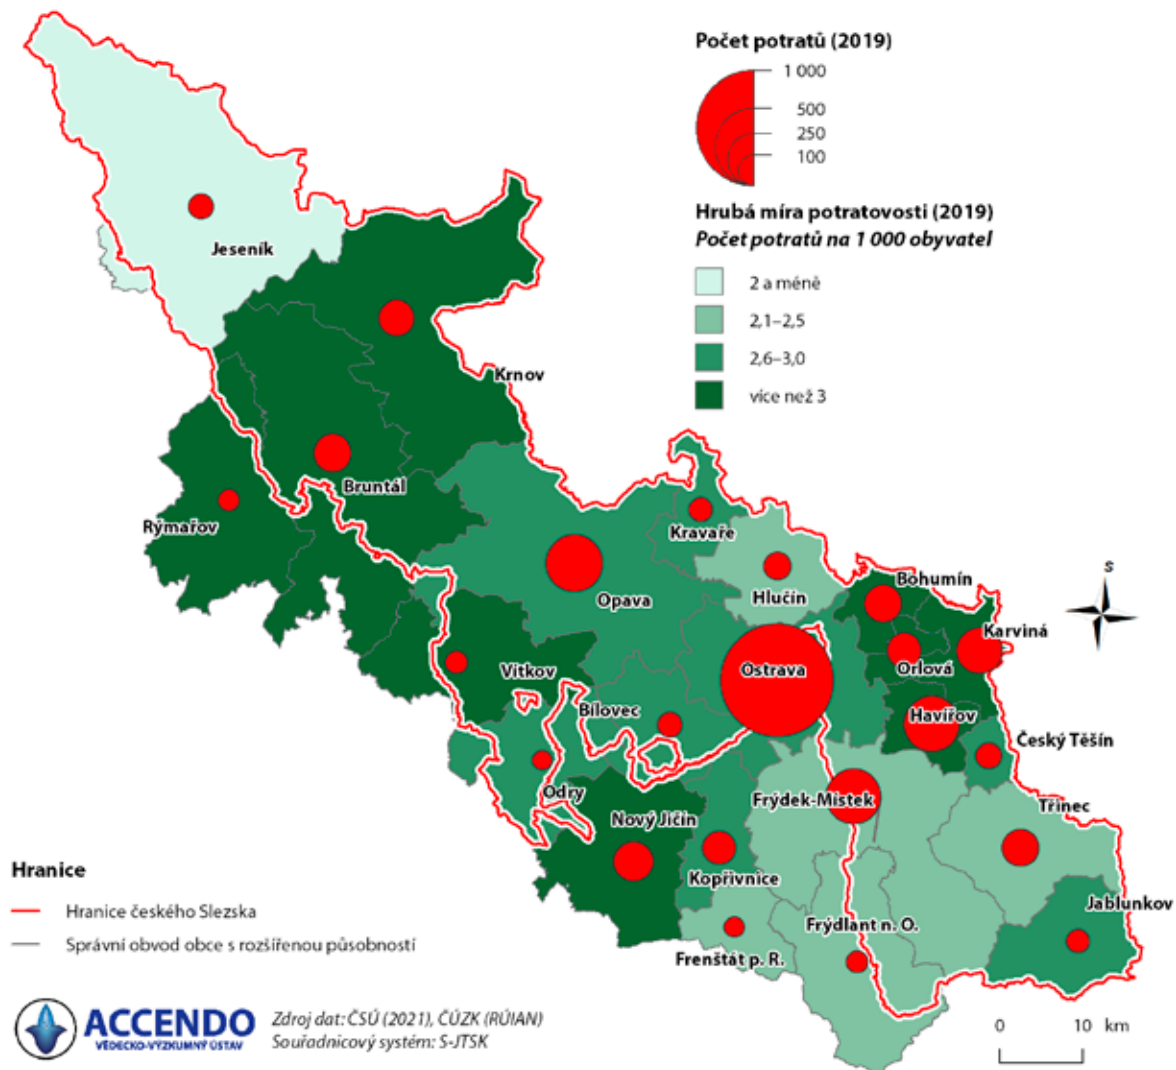 Počet potratů (2019)
1 000
500
250
100
Hrubá míra potratovosti (2019)
Počet potratů na 1 000 obyvatel
2 a méně
2,1–2,5
2,6–3,0
více než 3
Jeseník
Krnov
Bruntál
Rýmařov
Kravaře
Hlučín
Opava
Bohumín
Karviná
Orlová
Ostrava
Havířov
Český Těšín
Vítkov
Bílovec
Odry
Nový Jičín
Frýdek-Místek
Třinec
Kopřivnice
Jablunkov
Frýdlant n. O.
Frenštát p. R.
S
Hranice
Hranice českého Slezska
Správní obvod obce s rozšířenou působností
ACCENDO
VĚDECKO-VÝZKUMNÝ ÚSTAV
Zdroj dat: ČSÚ (2021), ČÚZK (RÚIAN)
Souřadnicový systém: S-JTSK
0 10 km